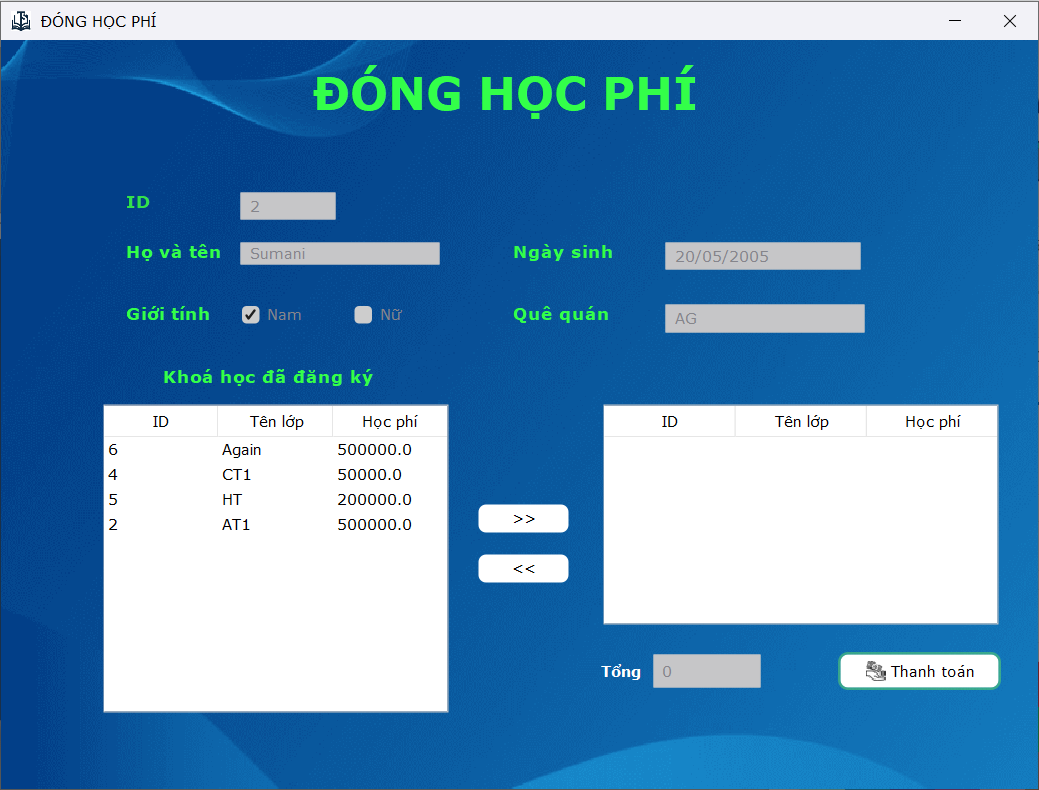 ĐÓNG HỌC PHÍ
ĐÓNG HỌC PHÍ
ID 2
Họ và tên Sumani Ngày sinh 20/05/2005
Giới tính Nam Nữ Quê quán AG
Khoá học đã đăng ký
ID Tên lớp Học phí
6 Again 500000.0
4 CT1 50000.0
5 HT 200000.0
2 AT1 500000.0
>>
<<
ID Tên lớp Học phí
Tổng 0 Thanh toán